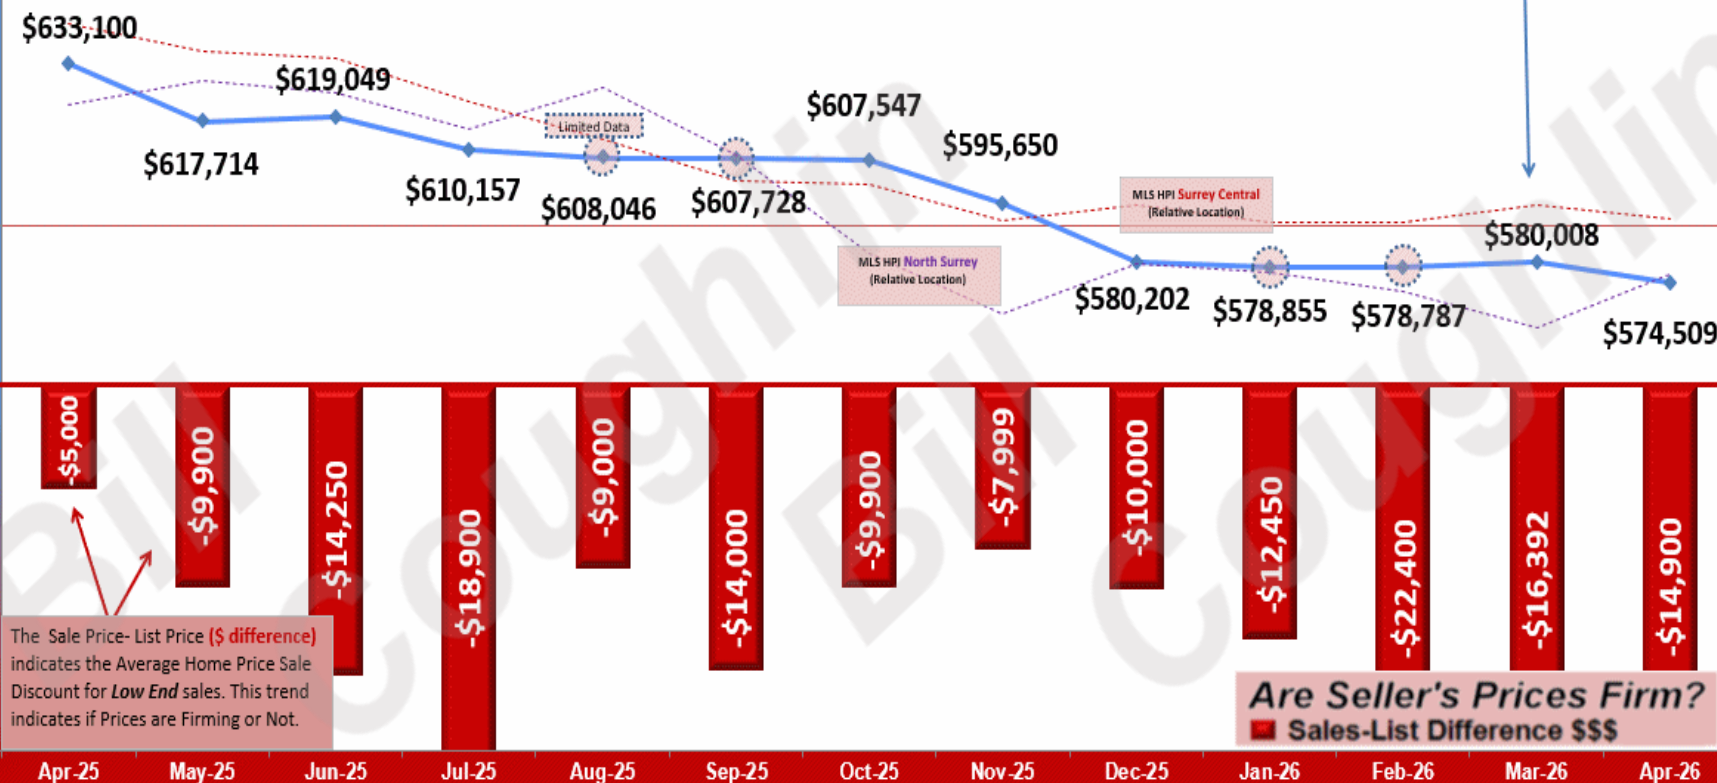 $633,100
$617,714
$619,049
$610,157
Limited Data
$608,046
$607,728
$607,547
$595,650
MLS HPI Surrey Central
(Relative Location)
MLS HPI North Surrey
(Relative Location)
$580,202
$578,855
$578,787
$580,008
$574,509
-$5,000
-$9,900
-$14,250
-$18,900
-$9,000
-$14,000
-$9,900
-$7,999
-$10,000
-$12,450
-$22,400
-$16,392
-$14,900
The Sale Price- List Price ($ difference)
indicates the Average Home Price Sale
Discount for Low End sales. This trend
indicates if Prices are Firming or Not.
Are Seller's Prices Firm?
Sales-List Difference $$$
Apr-25 May-25 Jun-25 Jul-25 Aug-25 Sep-25 Oct-25 Nov-25 Dec-25 Jan-26 Feb-26 Mar-26 Apr-26
Bill Coughlin
Bill Coughlin